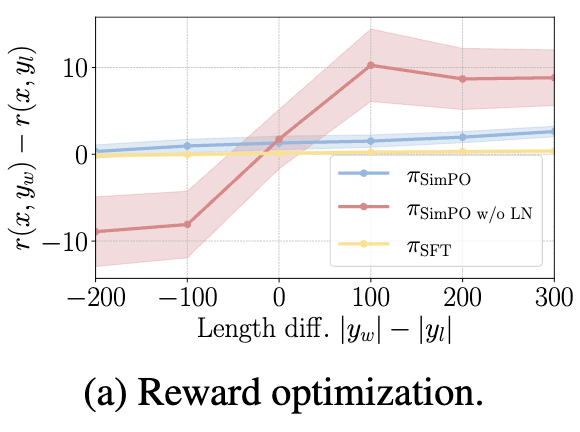 r(x, y_w) − r(x, y_l)
10
0
−10
π_SimPO
π_SimPO w/o LN
π_SFT
−200 −100 0 100 200 300
Length diff. |y_w| − |y_l|
(a) Reward optimization.